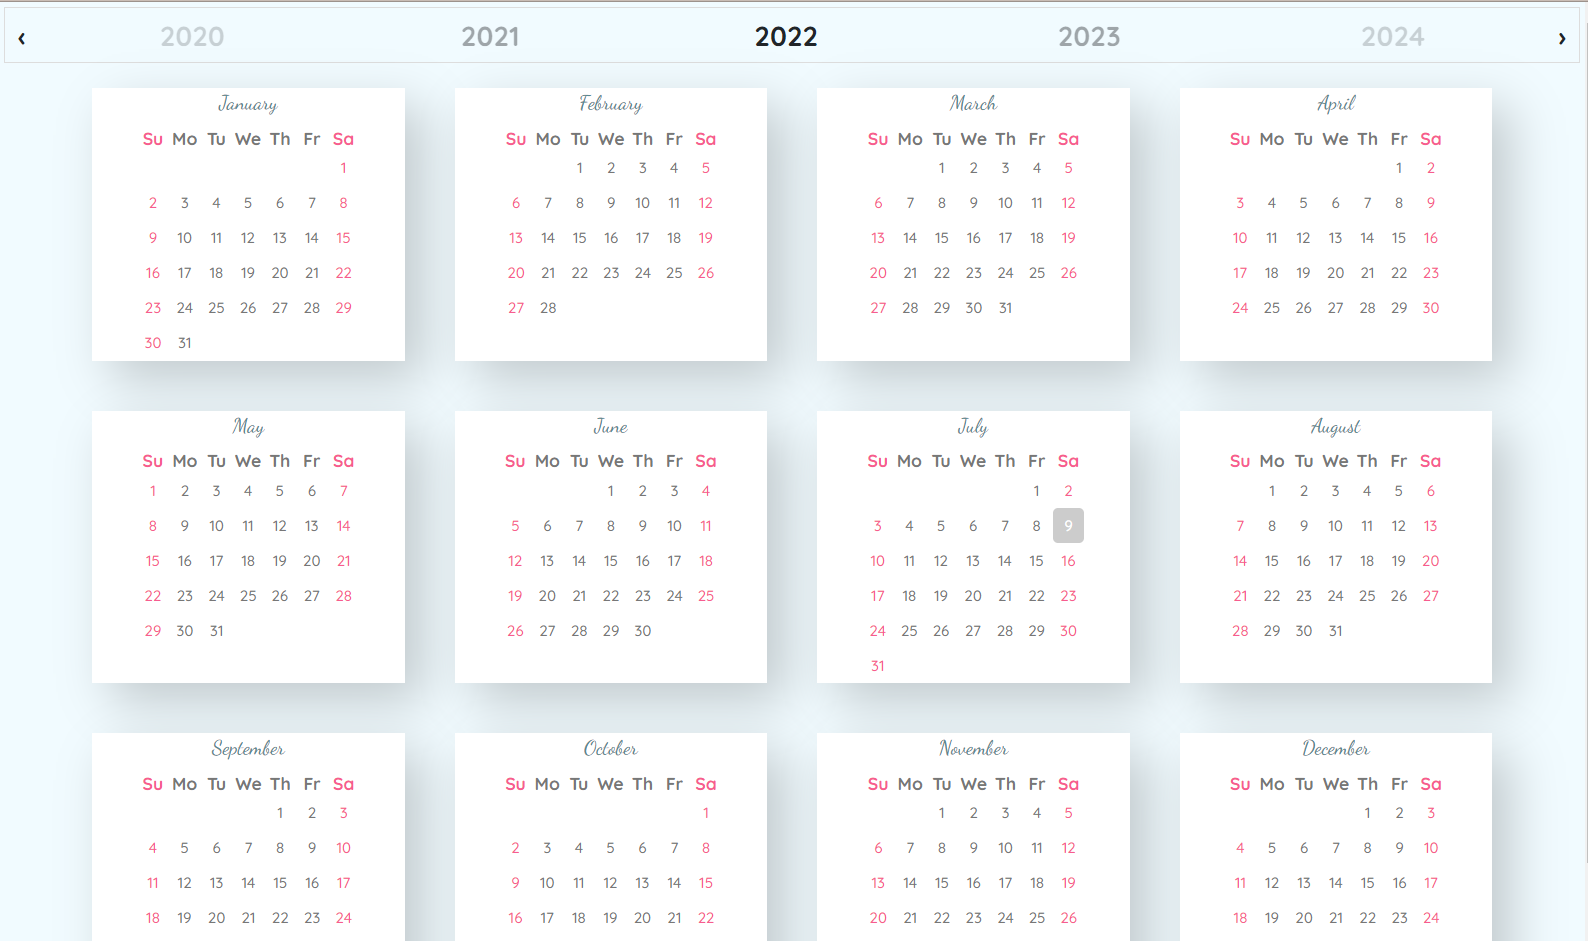 ‹ 2020 2021 2022 2023 2024 ›
January February March April
Su Mo Tu We Th Fr Sa Su Mo Tu We Th Fr Sa Su Mo Tu We Th Fr Sa Su Mo Tu We Th Fr Sa
1 1 2 3 4 5 1 2 3 4 5 1 2
2 3 4 5 6 7 8 6 7 8 9 10 11 12 6 7 8 9 10 11 12 3 4 5 6 7 8 9
9 10 11 12 13 14 15 13 14 15 16 17 18 19 13 14 15 16 17 18 19 10 11 12 13 14 15 16
16 17 18 19 20 21 22 20 21 22 23 24 25 26 20 21 22 23 24 25 26 17 18 19 20 21 22 23
23 24 25 26 27 28 29 27 28 27 28 29 30 31 24 25 26 27 28 29 30
30 31
May June July August
Su Mo Tu We Th Fr Sa Su Mo Tu We Th Fr Sa Su Mo Tu We Th Fr Sa Su Mo Tu We Th Fr Sa
1 2 3 4 5 6 7 1 2 3 4 1 2 1 2 3 4 5 6
8 9 10 11 12 13 14 5 6 7 8 9 10 11 3 4 5 6 7 8 9 7 8 9 10 11 12 13
15 16 17 18 19 20 21 12 13 14 15 16 17 18 10 11 12 13 14 15 16 14 15 16 17 18 19 20
22 23 24 25 26 27 28 19 20 21 22 23 24 25 17 18 19 20 21 22 23 21 22 23 24 25 26 27
29 30 31 26 27 28 29 30 24 25 26 27 28 29 30 28 29 30 31
31
September October November December
Su Mo Tu We Th Fr Sa Su Mo Tu We Th Fr Sa Su Mo Tu We Th Fr Sa Su Mo Tu We Th Fr Sa
1 2 3 1 1 2 3 4 5 1 2 3
4 5 6 7 8 9 10 2 3 4 5 6 7 8 6 7 8 9 10 11 12 4 5 6 7 8 9 10
11 12 13 14 15 16 17 9 10 11 12 13 14 15 13 14 15 16 17 18 19 11 12 13 14 15 16 17
18 19 20 21 22 23 24 16 17 18 19 20 21 22 20 21 22 23 24 25 26 18 19 20 21 22 23 24